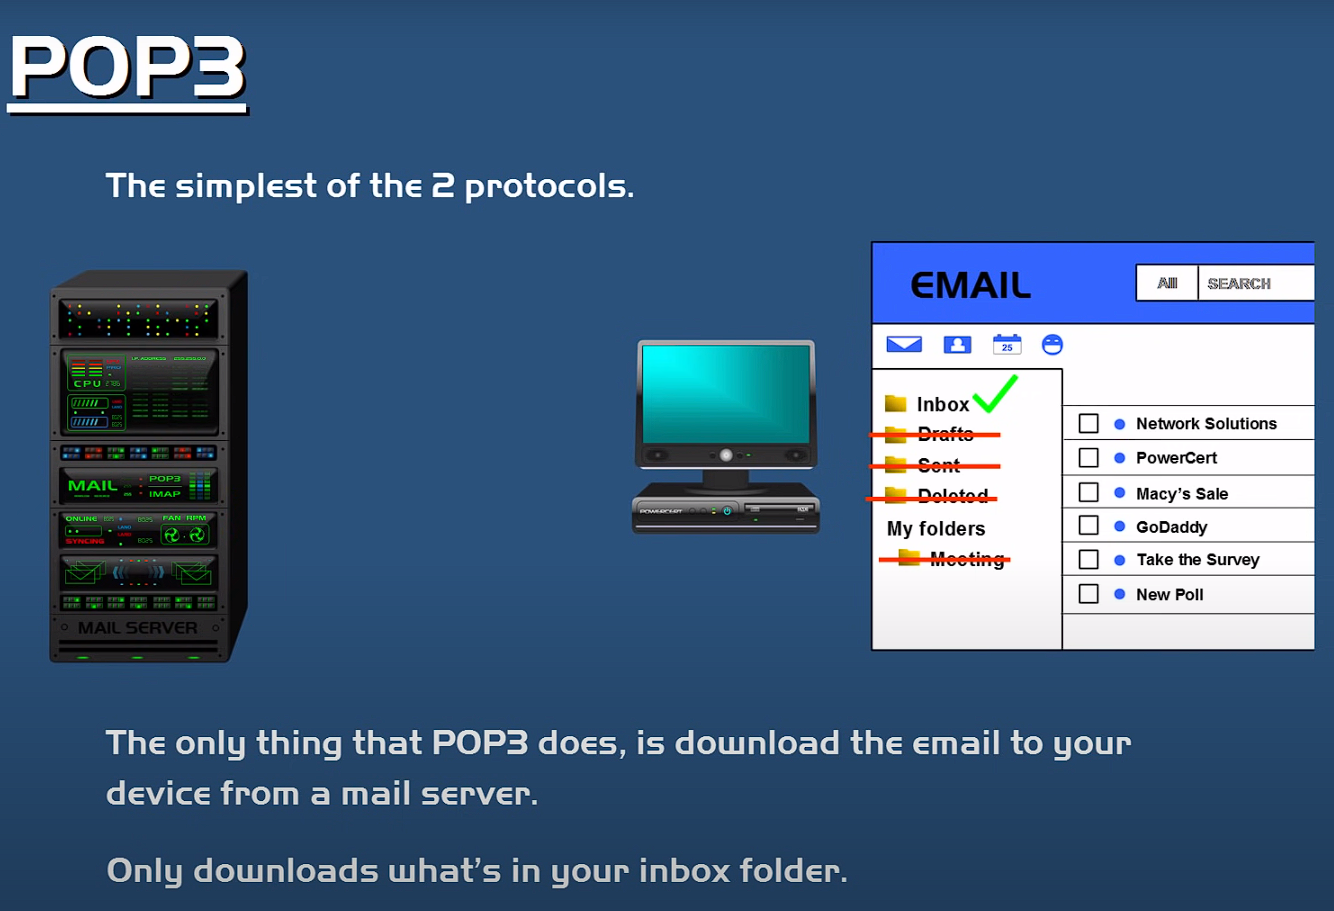 POP3
The simplest of the 2 protocols.
CPU
MAIL
POP3
IMAP
ONLINE
FAN RPM
SYNCING
MAIL SERVER
POWERCERT
EMAIL
All
SEARCH
25
Inbox
Drafts
Sent
Deleted
My folders
Meeting
Network Solutions
PowerCert
Macy's Sale
GoDaddy
Take the Survey
New Poll
The only thing that POP3 does, is download the email to your
device from a mail server.
Only downloads what's in your inbox folder.